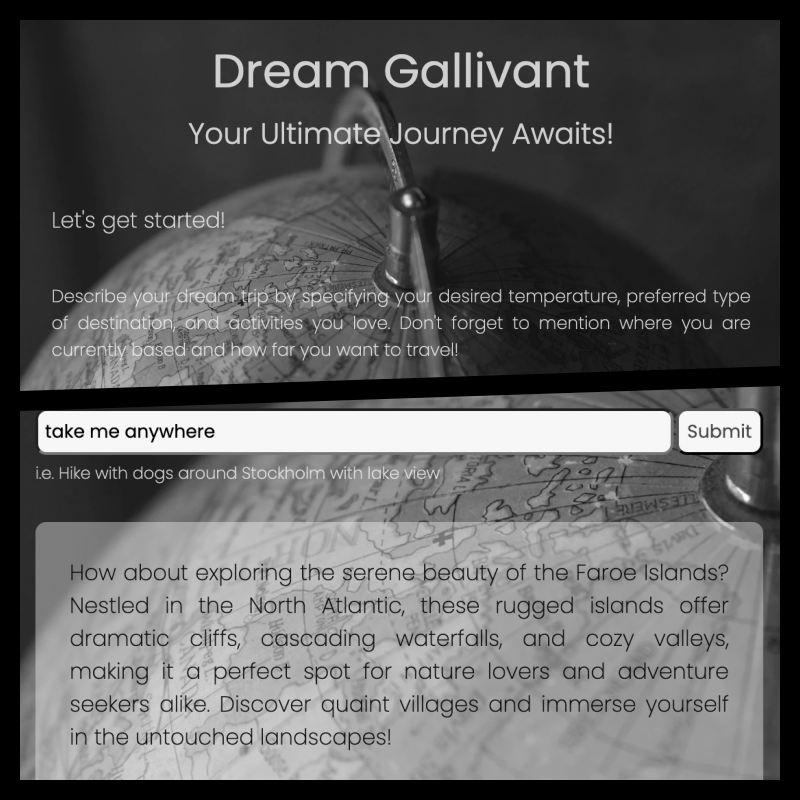 Dream Gallivant
Your Ultimate Journey Awaits!
Let's get started!
Describe your dream trip by specifying your desired temperature, preferred type
of destination, and activities you love. Don't forget to mention where you are
currently based and how far you want to travel!
take me anywhere
Submit
i.e. Hike with dogs around Stockholm with lake view
How about exploring the serene beauty of the Faroe Islands?
Nestled in the North Atlantic, these rugged islands offer
dramatic cliffs, cascading waterfalls, and cozy valleys,
making it a perfect spot for nature lovers and adventure
seekers alike. Discover quaint villages and immerse yourself
in the untouched landscapes!